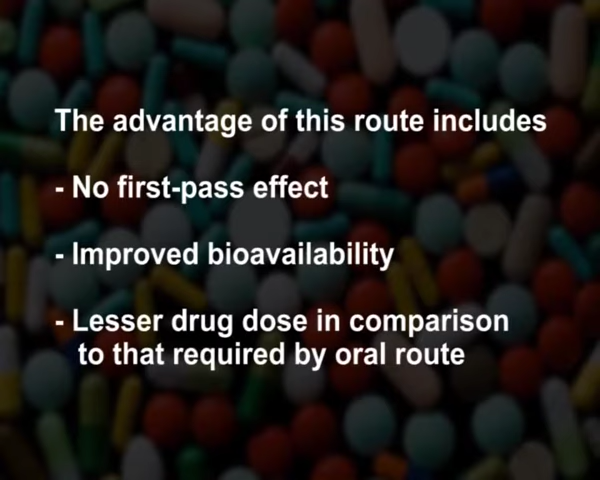 The advantage of this route includes
- No first-pass effect
- Improved bioavailability
- Lesser drug dose in comparison
to that required by oral route